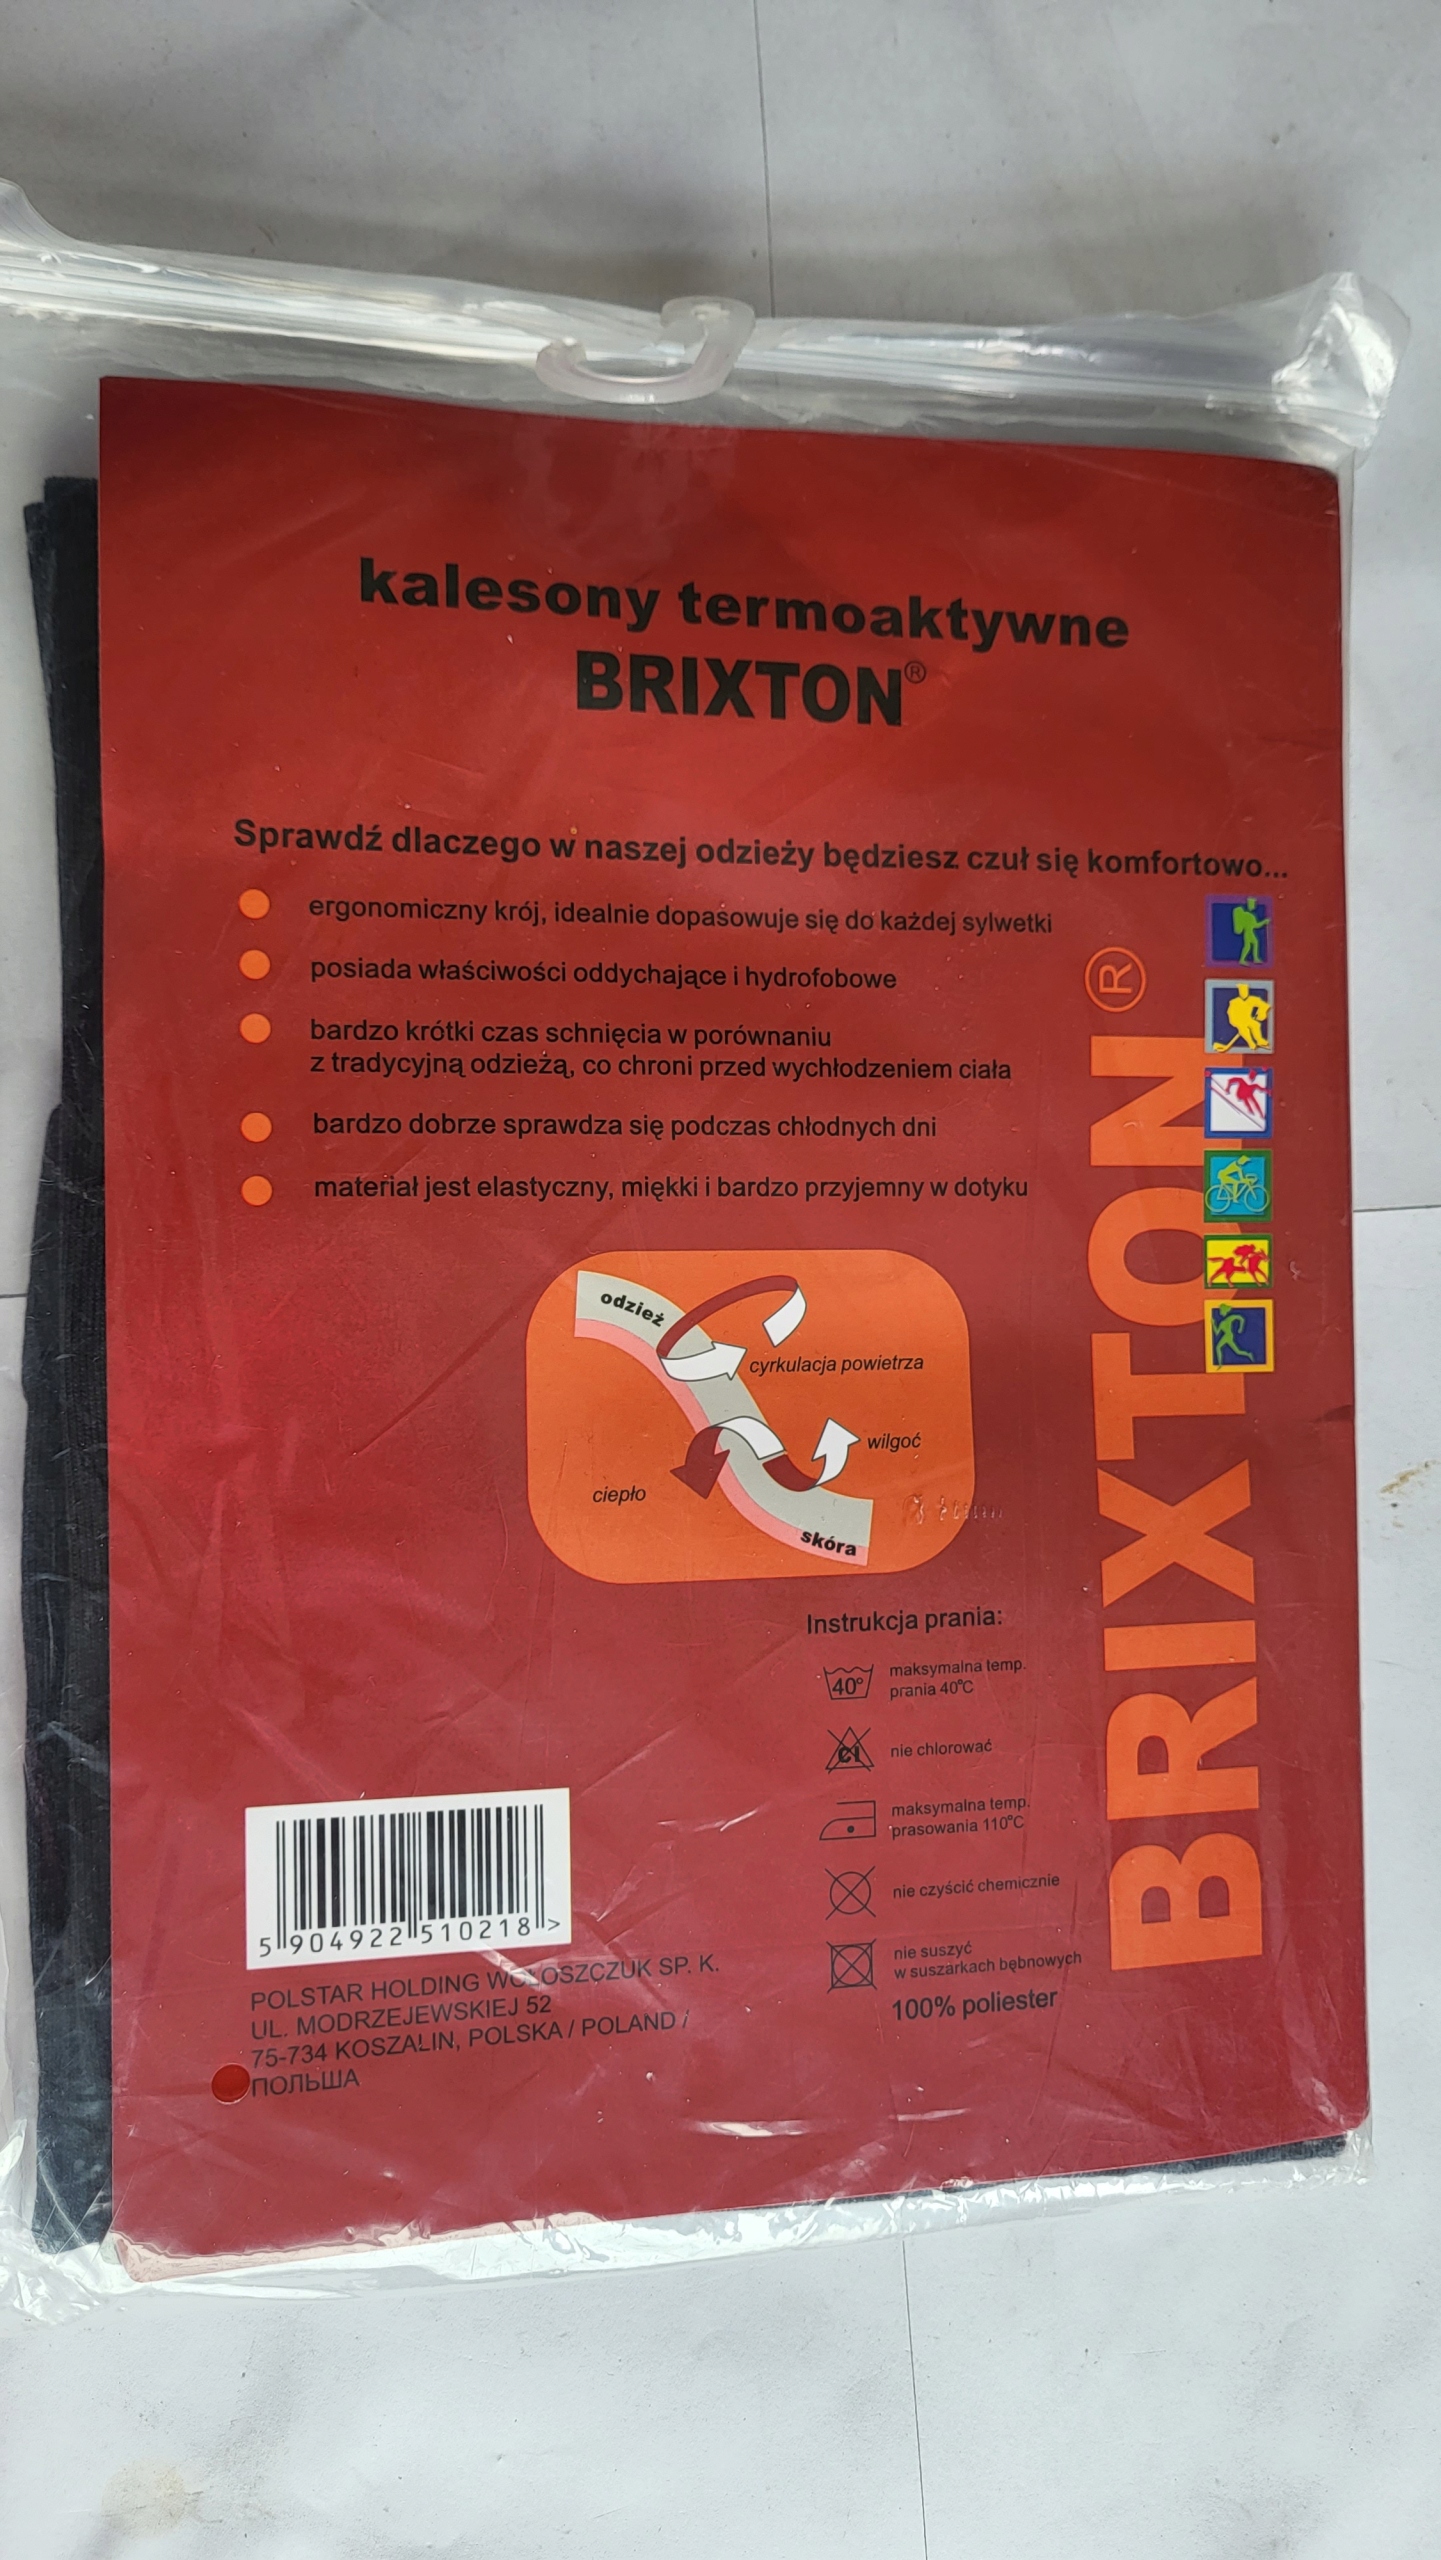 kalesony termoaktywne
BRIXTON®
Sprawdź dlaczego w naszej odzieży będziesz czuł się komfortowo...
ergonomiczny krój, idealnie dopasowuje się do każdej sylwetki
posiada właściwości oddychające i hydrofobowe
bardzo krótki czas schnięcia w porównaniu
z tradycyjną odzieżą, co chroni przed wychłodzeniem ciała
bardzo dobrze sprawdza się podczas chłodnych dni
materiał jest elastyczny, miękki i bardzo przyjemny w dotyku
BRIXTON®
odzież
cyrkulacja powietrza
wilgoć
ciepło
skóra
Instrukcja prania:
40°
maksymalna temp.
prania 40°C
Cl
nie chlorować
maksymalna temp.
prasowania 110°C
nie czyścić chemicznie
nie suszyć
w suszarkach bębnowych
100% poliester
5 904922 510218 >
POLSTAR HOLDING WOŁOSZCZUK SP. K.
UL. MODRZEJEWSKIEJ 52
75-734 KOSZALIN, POLSKA / POLAND /
ПОЛЬША